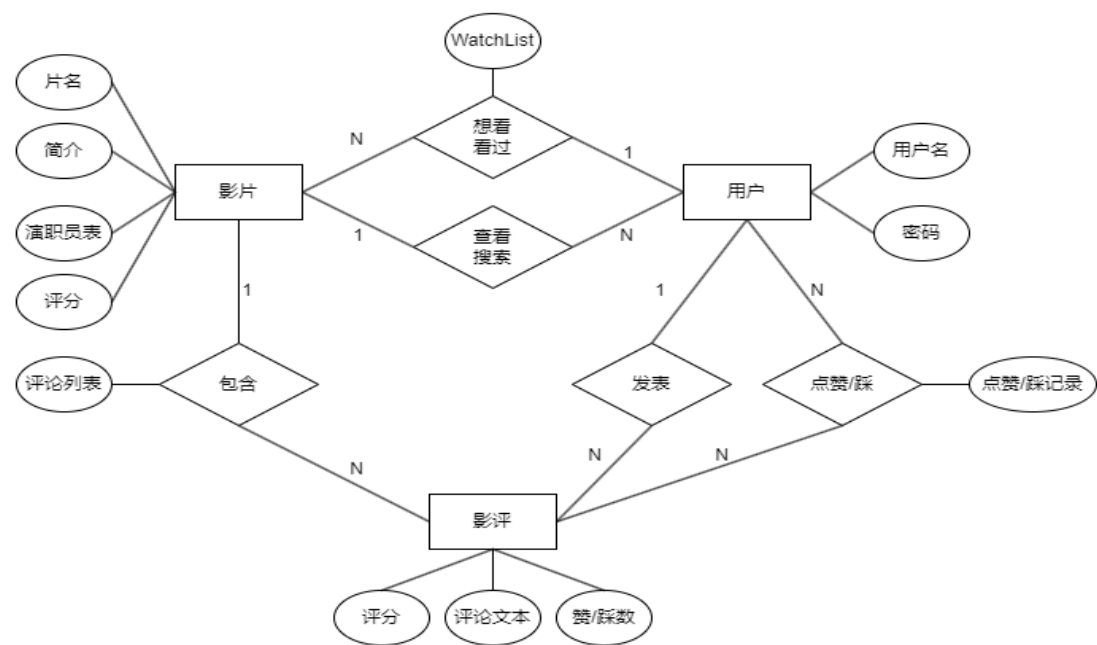 WatchList
片名
想看
看过
N
1
简介
用户名
影片
用户
演职员表
1
查看
搜索
N
密码
评分
1
1
N
评论列表
包含
发表
点赞/踩
点赞/踩记录
N
N
N
影评
评分
评论文本
赞/踩数